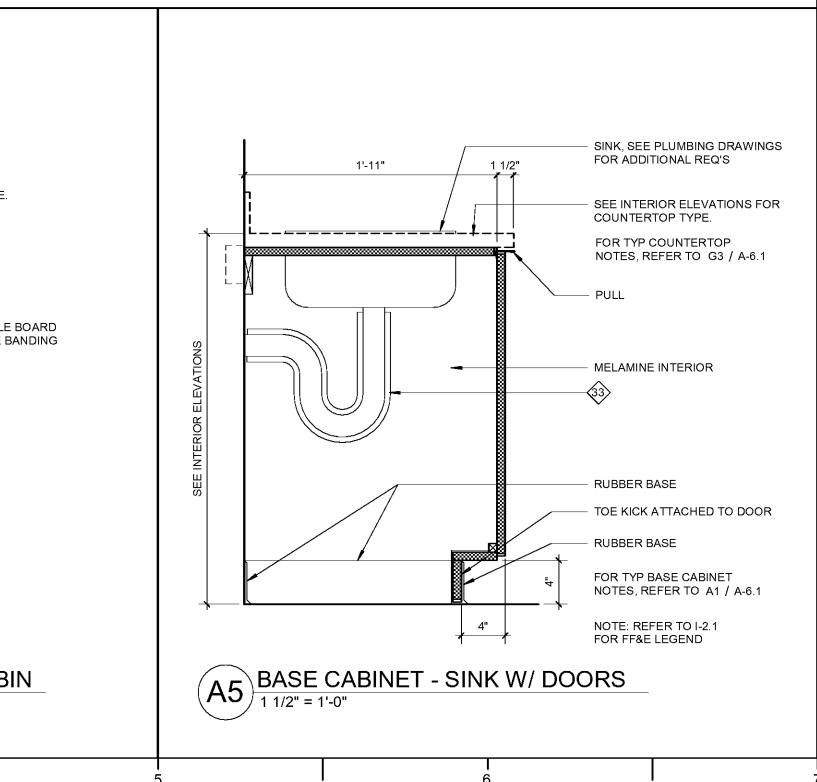 E.
LE BOARD
E BANDING
BIN
1'-11"
1 1/2"
SINK, SEE PLUMBING DRAWINGS
FOR ADDITIONAL REQ'S
SEE INTERIOR ELEVATIONS FOR
COUNTERTOP TYPE.
FOR TYP COUNTERTOP
NOTES, REFER TO G3 / A-6.1
PULL
MELAMINE INTERIOR
33
SEE INTERIOR ELEVATIONS
RUBBER BASE
TOE KICK ATTACHED TO DOOR
RUBBER BASE
4"
FOR TYP BASE CABINET
NOTES, REFER TO A1 / A-6.1
4"
NOTE: REFER TO I-2.1
FOR FF&E LEGEND
A5 BASE CABINET - SINK W/ DOORS
1 1/2" = 1'-0"
5
6
7